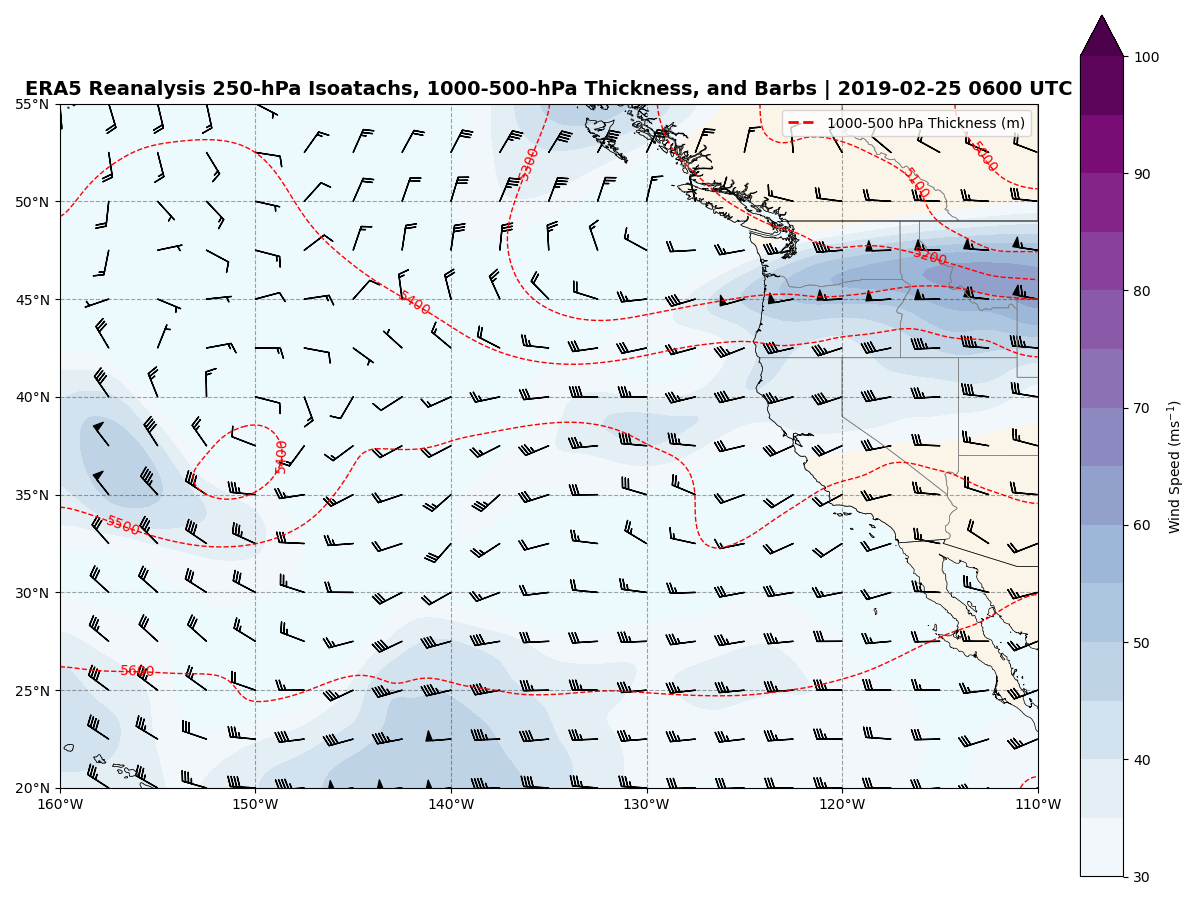 ERA5 Reanalysis 250-hPa Isoatachs, 1000-500-hPa Thickness, and Barbs | 2019-02-25 0600 UTC
1000-500 hPa Thickness (m)
55°N
50°N
45°N
40°N
35°N
30°N
25°N
20°N
160°W
150°W
140°W
130°W
120°W
110°W
5300
5000
5100
5200
5400
5400
5500
5600
100
90
80
70
60
50
40
30
Wind Speed (ms⁻¹)